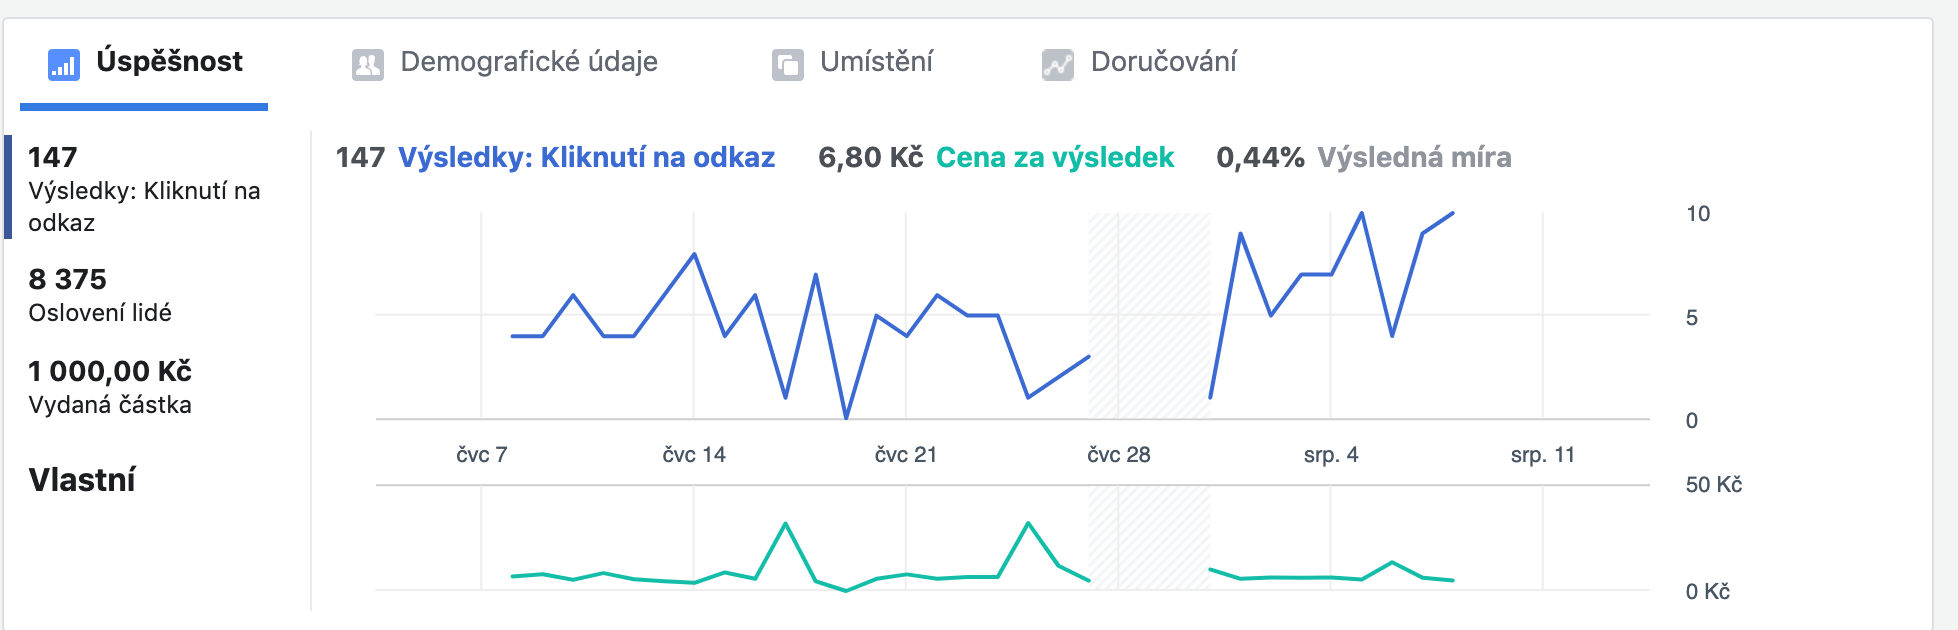 Úspěšnost
Demografické údaje
Umístění
Doručování
147
Výsledky: Kliknutí na
odkaz
8 375
Oslovení lidé
1 000,00 Kč
Vydaná částka
Vlastní
147 Výsledky: Kliknutí na odkaz 6,80 Kč Cena za výsledek 0,44% Výsledná míra
10
5
0
čvc 7 čvc 14 čvc 21 čvc 28 srp. 4 srp. 11
50 Kč
0 Kč